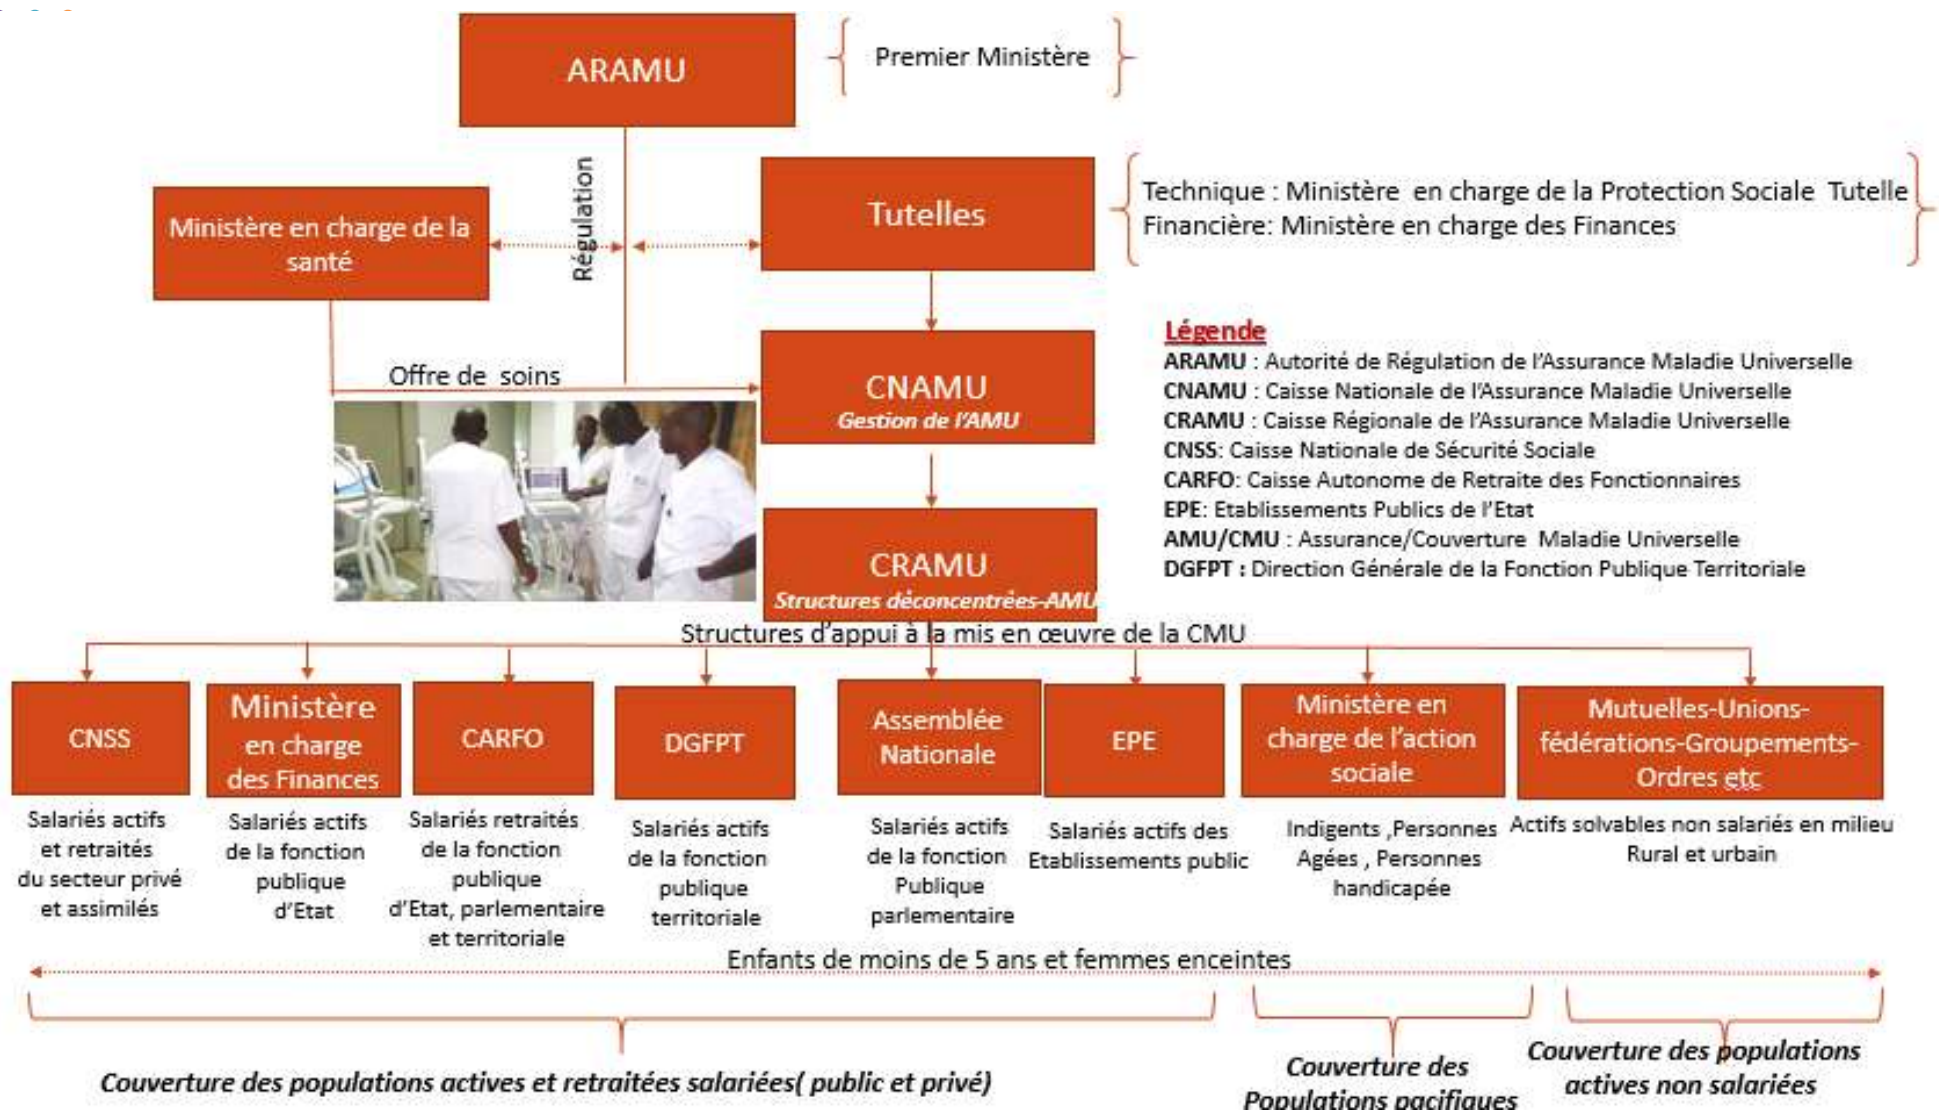 ARAMU
Premier Ministère
Régulation
Ministère en charge de la
santé
Tutelles
Technique : Ministère en charge de la Protection Sociale Tutelle
Financière: Ministère en charge des Finances
Offre de soins
CNAMU
Gestion de l'AMU
Légende
ARAMU : Autorité de Régulation de l'Assurance Maladie Universelle
CNAMU : Caisse Nationale de l'Assurance Maladie Universelle
CRAMU : Caisse Régionale de l'Assurance Maladie Universelle
CNSS: Caisse Nationale de Sécurité Sociale
CARFO: Caisse Autonome de Retraite des Fonctionnaires
EPE: Etablissements Publics de l'Etat
AMU/CMU : Assurance/Couverture Maladie Universelle
DGFPT : Direction Générale de la Fonction Publique Territoriale
CRAMU
Structures déconcentrées-AMU
Structures d'appui à la mis en œuvre de la CMU
CNSS
Ministère
en charge
des Finances
CARFO
DGFPT
Assemblée
Nationale
EPE
Ministère en
charge de l'action
sociale
Mutuelles-Unions-
fédérations-Groupements-
Ordres etc
Salariés actifs
et retraités
du secteur privé
et assimilés
Salariés actifs
de la fonction
publique
d'Etat
Salariés retraités
de la fonction
publique
d'Etat, parlementaire
et territoriale
Salariés actifs
de la fonction
publique
territoriale
Salariés actifs
de la fonction
Publique
parlementaire
Salariés actifs des
Etablissements public
Indigents ,Personnes
Agées , Personnes
handicapée
Actifs solvables non salariés en milieu
Rural et urbain
Enfants de moins de 5 ans et femmes enceintes
Couverture des populations actives et retraitées salariées( public et privé)
Couverture des
Populations pacifiques
Couverture des populations
actives non salariées